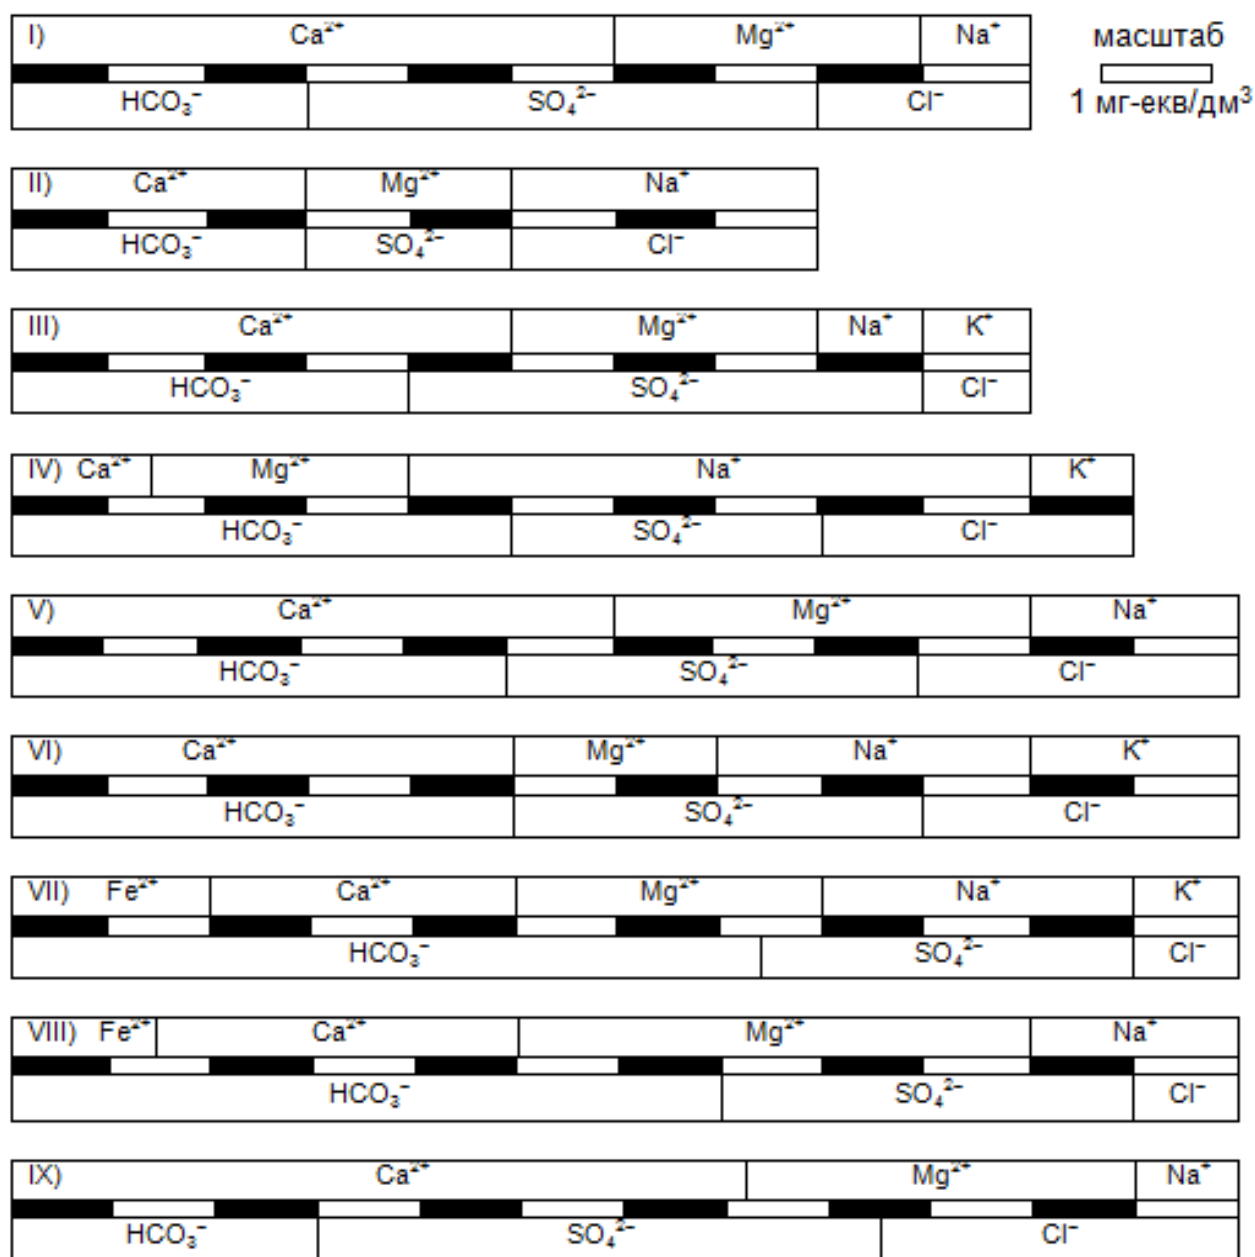 I) Ca²⁺ Mg²⁺ Na⁺ масштаб
HCO₃⁻ SO₄²⁻ Cl⁻ 1 мг-екв/дм³
II) Ca²⁺ Mg²⁺ Na⁺
HCO₃⁻ SO₄²⁻ Cl⁻
III) Ca²⁺ Mg²⁺ Na⁺ K⁺
HCO₃⁻ SO₄²⁻ Cl⁻
IV) Ca²⁺ Mg²⁺ Na⁺ K⁺
HCO₃⁻ SO₄²⁻ Cl⁻
V) Ca²⁺ Mg²⁺ Na⁺
HCO₃⁻ SO₄²⁻ Cl⁻
VI) Ca²⁺ Mg²⁺ Na⁺ K⁺
HCO₃⁻ SO₄²⁻ Cl⁻
VII) Fe²⁺ Ca²⁺ Mg²⁺ Na⁺ K⁺
HCO₃⁻ SO₄²⁻ Cl⁻
VIII) Fe²⁺ Ca²⁺ Mg²⁺ Na⁺
HCO₃⁻ SO₄²⁻ Cl⁻
IX) Ca²⁺ Mg²⁺ Na⁺
HCO₃⁻ SO₄²⁻ Cl⁻